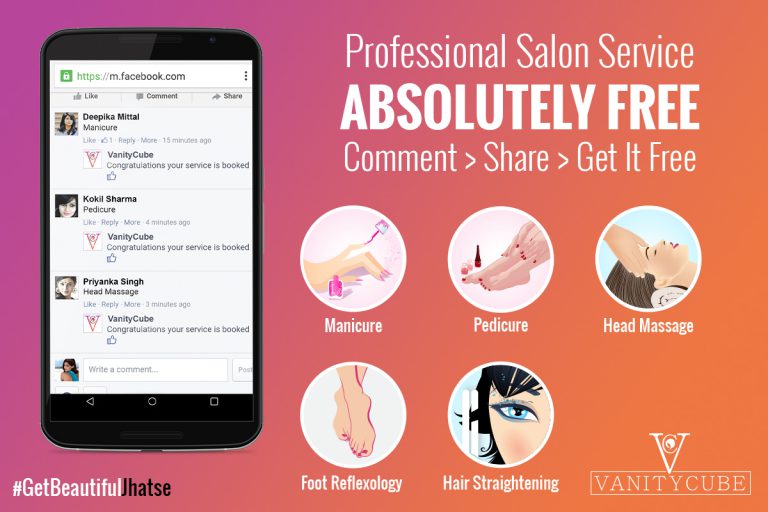 https://m.facebook.com
Like Comment Share
Deepika Mittal
Manicure
Like · 1 · Reply · More · 15 minutes ago
VanityCube
Congratulations your service is booked
Kokil Sharma
Pedicure
Like · Reply · More · 4 minutes ago
VanityCube
Congratulations your service is booked
Priyanka Singh
Head Massage
Like · Reply · More · 3 minutes ago
VanityCube
Congratulations your service is booked
Write a comment...
Post
#GetBeautifulJhatse
Professional Salon Service
ABSOLUTELY FREE
Comment > Share > Get It Free
Manicure
Pedicure
Head Massage
Foot Reflexology
Hair Straightening
VANITYCUBE